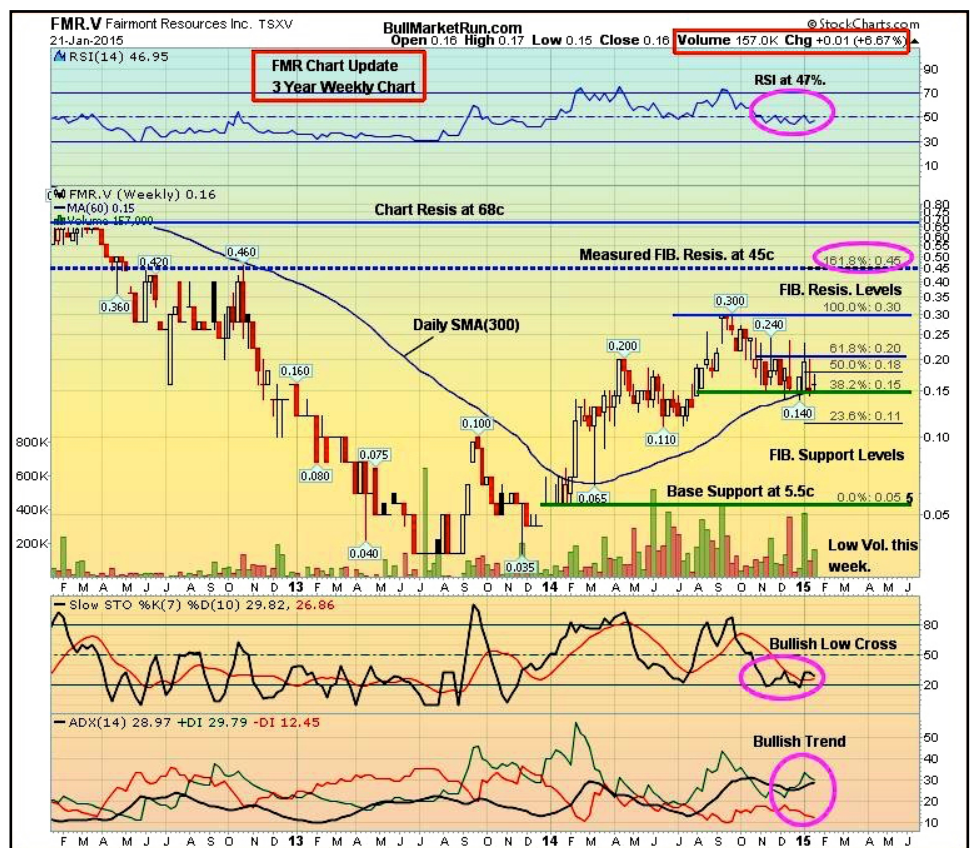 FMR.V Fairmont Resources Inc. TSXV
BullMarketRun.com
© StockCharts.com
21-Jan-2015
Open 0.16 High 0.17 Low 0.15 Close 0.16 Volume 157.0K Chg +0.01 (+6.67%)
RSI(14) 46.95
FMR Chart Update
3 Year Weekly Chart
RSI at 47%.
90
70
50
30
10
FMR.V (Weekly) 0.16
MA(60) 0.15
Volume 157,000
Chart Resis at 68c
Measured FIB. Resis. at 45c
161.8%: 0.45
FIB. Resis. Levels
100.0%: 0.30
Daily SMA(300)
61.8%: 0.20
50.0%: 0.18
38.2%: 0.15
23.6%: 0.11
FIB. Support Levels
Base Support at 5.5c
0.0%: 0.05 5
Low Vol. this
week.
0.420
0.460
0.360
0.160
0.080
0.075
0.040
0.100
0.035
0.065
0.200
0.110
0.300
0.240
0.140
0.80
0.75
0.70
0.65
0.60
0.55
0.50
0.45
0.40
0.35
0.30
0.25
0.20
0.15
0.10
0.05
800K
600K
400K
200K
F M A M J J A S O N D 13 F M A M J J A S O N D 14 F M A M J J A S O N D 15 F M A M J
Slow STO %K(7) %D(10) 29.82, 26.86
Bullish Low Cross
80
50
20
ADX(14) 28.97 +DI 29.79 -DI 12.45
Bullish Trend
50
40
30
20
10
F M A M J J A S O N D 13 F M A M J J A S O N D 14 F M A M J J A S O N D 15 F M A M J